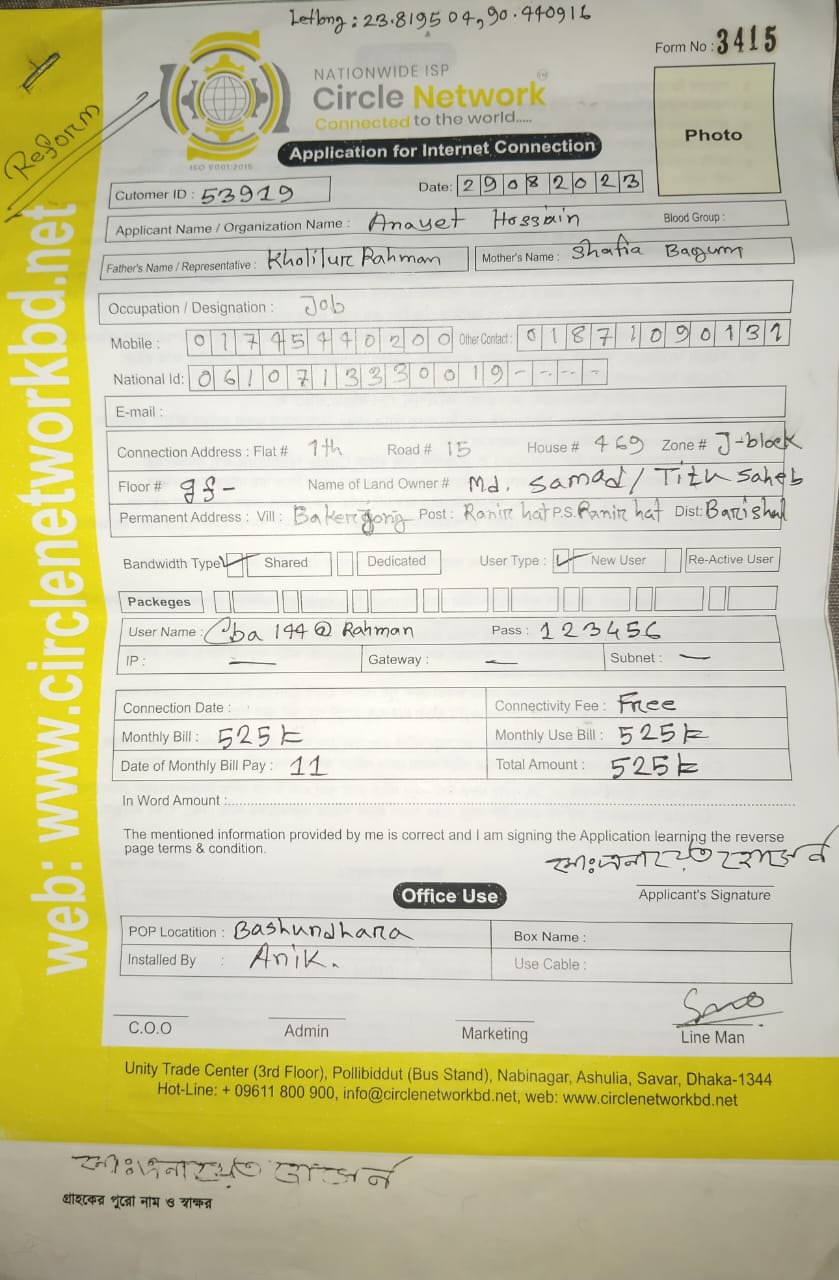 Letlong : 23.819504,90.440916
Form No : 3415
Reform
NATIONWIDE ISP
Circle Network
Connected to the world.....
ISO 9001:2015
Photo
Application for Internet Connection
Cutomer ID : 53919
Date: 29082023
Applicant Name / Organization Name : Anayet Hossain Blood Group :
Father's Name / Representative : Kholilur Rahman Mother's Name : Shafia Bagum
Occupation / Designation : Job
Mobile : 01745440200 Other Contact : 01871090132
National Id: 0610713330019----
E-mail :
Connection Address : Flat # 1th Road # 15 House # 469 Zone # J-block
Floor # gf- Name of Land Owner # Md. Samad/Titu Saheb
Permanent Address : Vill : Bakergong Post : Ranir hat P.S. Ranir hat Dist: Barishal
Bandwidth Type Shared Dedicated User Type : New User Re-Active User
Packeges
User Name : Cba 144 @ Rahman Pass : 123456
IP : — Gateway : — Subnet : —
Connection Date : Connectivity Fee : Free
Monthly Bill : 525 Monthly Use Bill : 525
Date of Monthly Bill Pay : 11 Total Amount : 525
In Word Amount :
The mentioned information provided by me is correct and I am signing the Application learning the reverse
page terms & condition.
মোঃ এনায়েত হোসেন
Applicant's Signature
Office Use
POP Locatition : Bashundhara Box Name :
Installed By : Anik. Use Cable :
C.O.O Admin Marketing Line Man
Unity Trade Center (3rd Floor), Pollibiddut (Bus Stand), Nabinagar, Ashulia, Savar, Dhaka-1344
Hot-Line: + 09611 800 900, info@circlenetworkbd.net, web: www.circlenetworkbd.net
web: www.circlenetworkbd.net
মোঃ এনায়েত হোসেন
গ্রাহকের পুরো নাম ও স্বাক্ষর